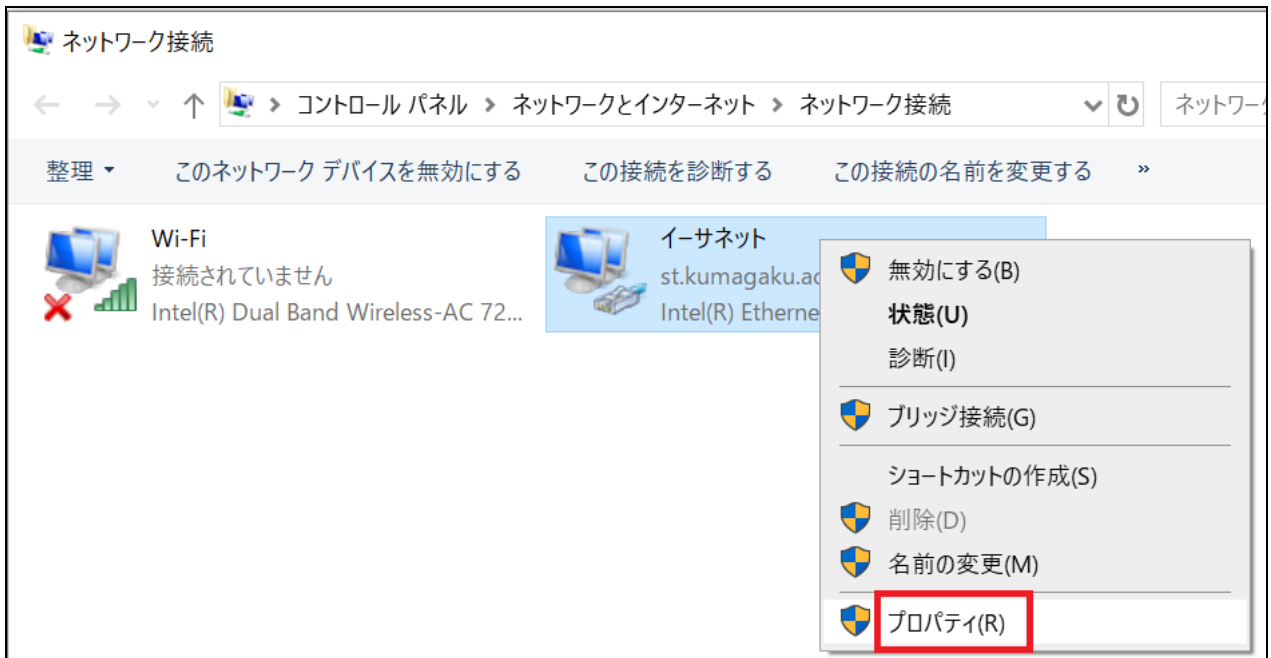 ネットワーク接続
コントロール パネル > ネットワークとインターネット > ネットワーク接続
ネットワー
整理 このネットワーク デバイスを無効にする この接続を診断する この接続の名前を変更する »
Wi-Fi
接続されていません
Intel(R) Dual Band Wireless-AC 72...
イーサネット
st.kumagaku.ac
Intel(R) Etherne
無効にする(B)
状態(U)
診断(I)
ブリッジ接続(G)
ショートカットの作成(S)
削除(D)
名前の変更(M)
プロパティ(R)